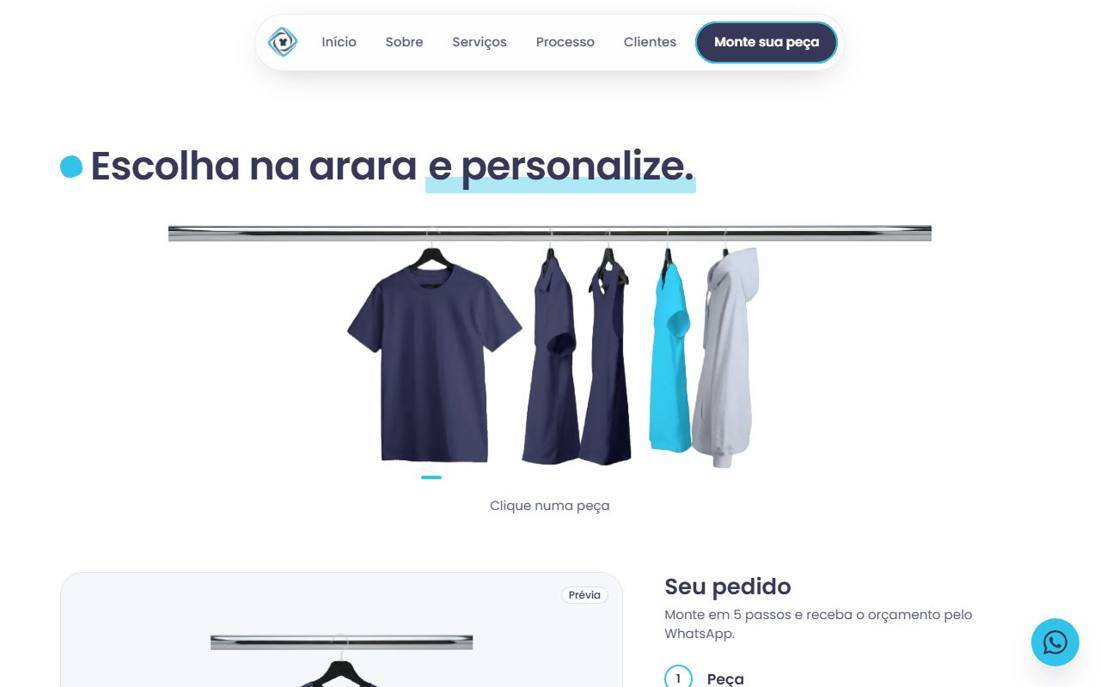 Início
Sobre
Serviços
Processo
Clientes
Monte sua peça
Escolha na arara e personalize.
Clique numa peça
Prévia
Seu pedido
Monte em 5 passos e receba o orçamento pelo
WhatsApp.
1
Peça